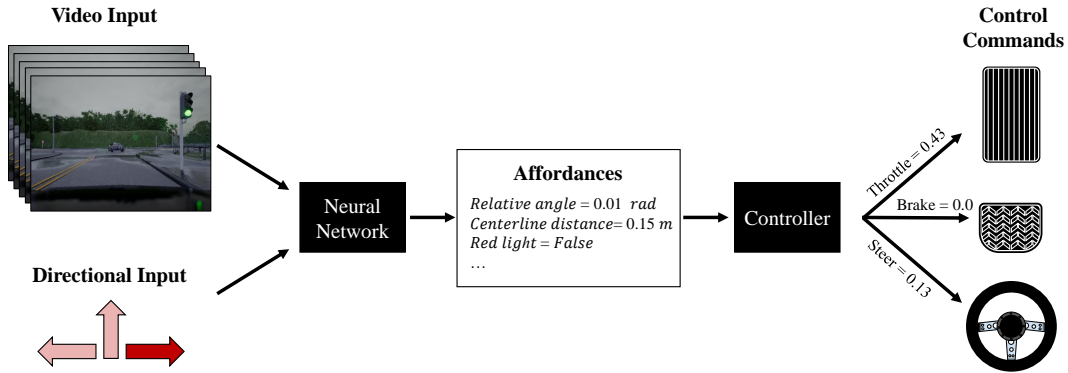 Video Input
Directional Input
Neural
Network
Affordances
Relative angle = 0.01 rad
Centerline distance= 0.15 m
Red light = False
…
Controller
Control
Commands
Throttle = 0.43
Brake = 0.0
Steer = 0.13